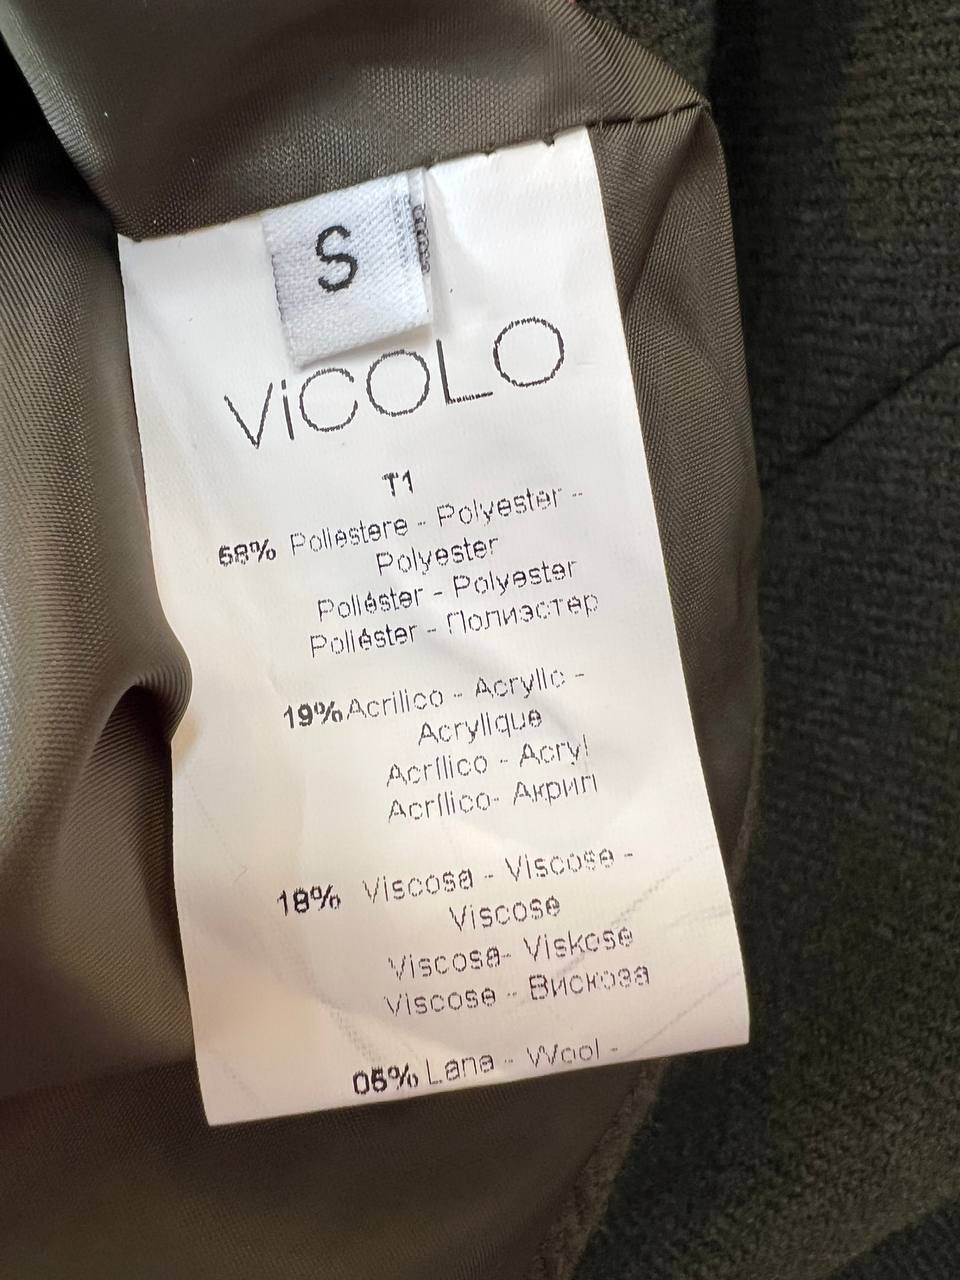 S
ViCOLO
T1
58% Poliestere - Polyester -
Polyester
Poliéster - Polyester
Poliéster - Полиэстер
19% Acrilico - Acrylic -
Acrylique
Acrílico - Acryl
Acrílico- Акрил
18% Viscosa - Viscose -
Viscose
Viscosa- Viskose
Viscose - Вискоза
05% Lana - Wool -